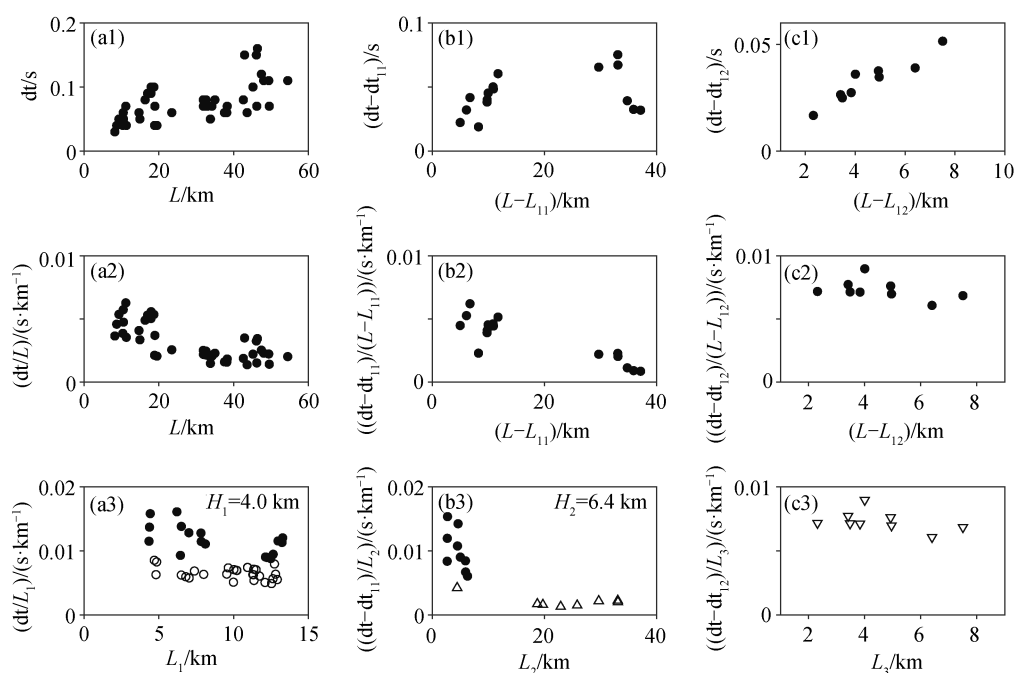 (a1)
dt/s
0.2
0.1
0
0 20 40 60
L/km
(b1)
(dt−dt₁₁)/s
0.1
0.05
0
0 20 40
(L−L₁₁)/km
(c1)
(dt−dt₁₂)/s
0.05
0
2 4 6 8 10
(L−L₁₂)/km
(a2)
(dt/L)/(s·km⁻¹)
0.01
0
0 20 40 60
L/km
(b2)
((dt−dt₁₁)/(L−L₁₁))/(s·km⁻¹)
0.01
0
0 20 40
(L−L₁₁)/km
(c2)
((dt−dt₁₂)/(L−L₁₂))/(s·km⁻¹)
0.01
0
2 4 6 8
(L−L₁₂)/km
(a3)
H₁=4.0 km
(dt/L₁)/(s·km⁻¹)
0.02
0.01
0
0 5 10 15
L₁/km
(b3)
H₂=6.4 km
((dt−dt₁₁)/L₂)/(s·km⁻¹)
0.02
0.01
0
0 20 40
L₂/km
(c3)
((dt−dt₁₂)/L₃)/(s·km⁻¹)
0.01
0
2 4 6 8
L₃/km